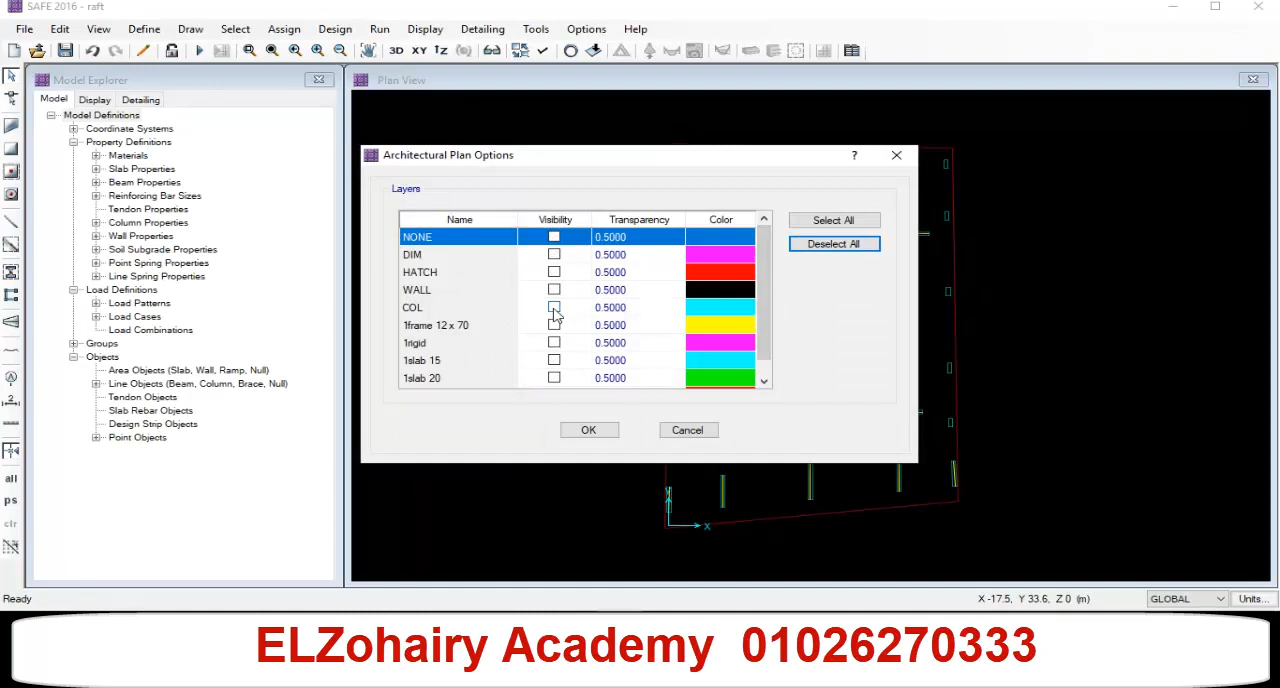 SAFE 2016 - raft
File Edit View Define Draw Select Assign Design Run Display Detailing Tools Options Help
3D XY
Model Explorer
Plan View
Model Display Detailing
Model Definitions
Coordinate Systems
Property Definitions
Materials
Slab Properties
Beam Properties
Reinforcing Bar Sizes
Tendon Properties
Column Properties
Wall Properties
Soil Subgrade Properties
Point Spring Properties
Line Spring Properties
Load Definitions
Load Patterns
Load Cases
Load Combinations
Groups
Objects
Area Objects (Slab, Wall, Ramp, Null)
Line Objects (Beam, Column, Brace, Null)
Tendon Objects
Slab Rebar Objects
Design Strip Objects
Point Objects
all
ps
clr
Architectural Plan Options ?
Layers
Name Visibility Transparency Color
NONE 0.5000
DIM 0.5000
HATCH 0.5000
WALL 0.5000
COL 0.5000
1frame 12 x 70 0.5000
1rigid 0.5000
1slab 15 0.5000
1slab 20 0.5000
Select All
Deselect All
OK Cancel
X
Ready X -17.5, Y 33.6, Z 0 (m) GLOBAL Units...
ELZohairy Academy 01026270333